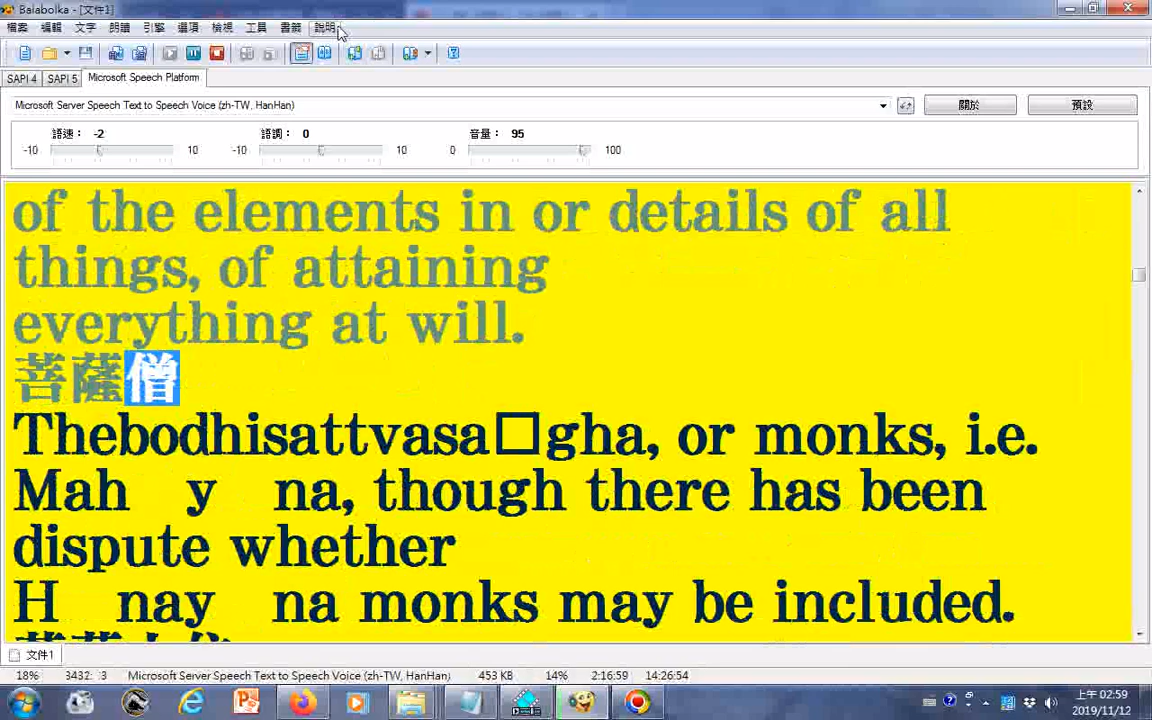 Balabolka - [文件1]
檔案 編輯 文字 朗讀 引擎 選項 檢視 工具 書籤 說明
SAPI 4 SAPI 5 Microsoft Speech Platform
Microsoft Server Speech Text to Speech Voice (zh-TW, HanHan) 關於 預設
語速： -2 語調： 0 音量： 95
-10 10 -10 10 0 100
of the elements in or details of all
things, of attaining
everything at will.
菩薩僧
Thebodhisattvasa□gha, or monks, i.e.
Mah y na, though there has been
dispute whether
H nay na monks may be included.
文件1
18% 3432: :3 Microsoft Server Speech Text to Speech Voice (zh-TW, HanHan) 453 KB 14% 2:16:59 14:26:54
上午 02:59
2019/11/12